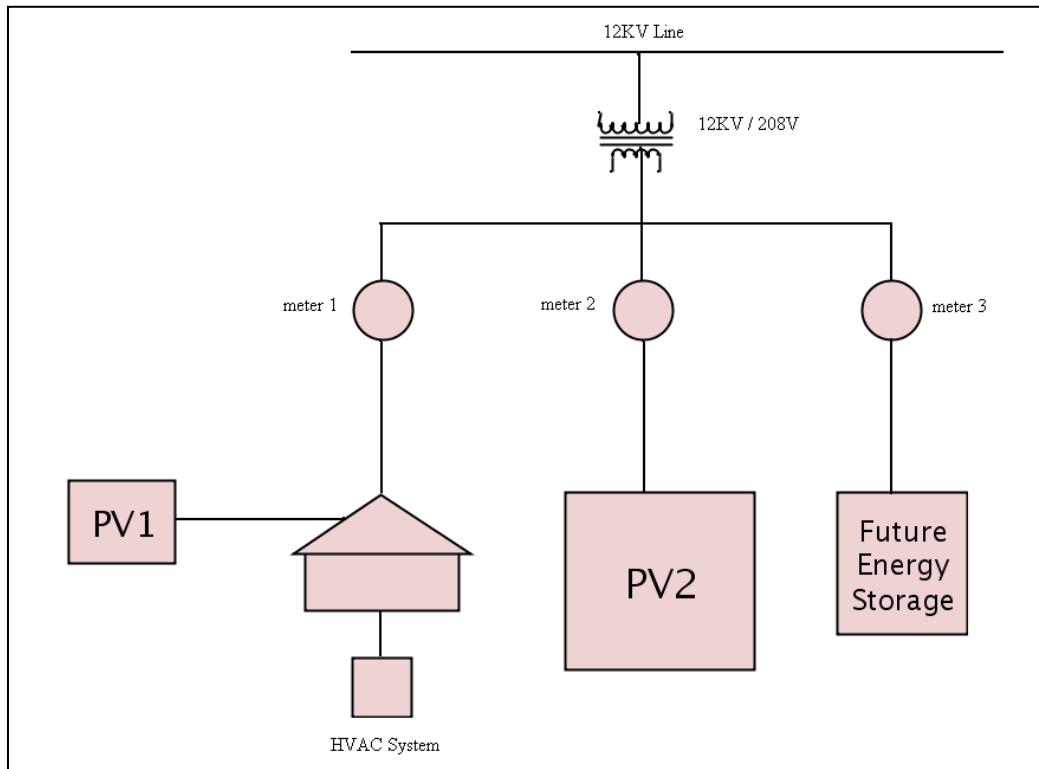 12KV Line
12KV / 208V
meter 1
meter 2
meter 3
PV1
PV2
Future
Energy
Storage
HVAC System